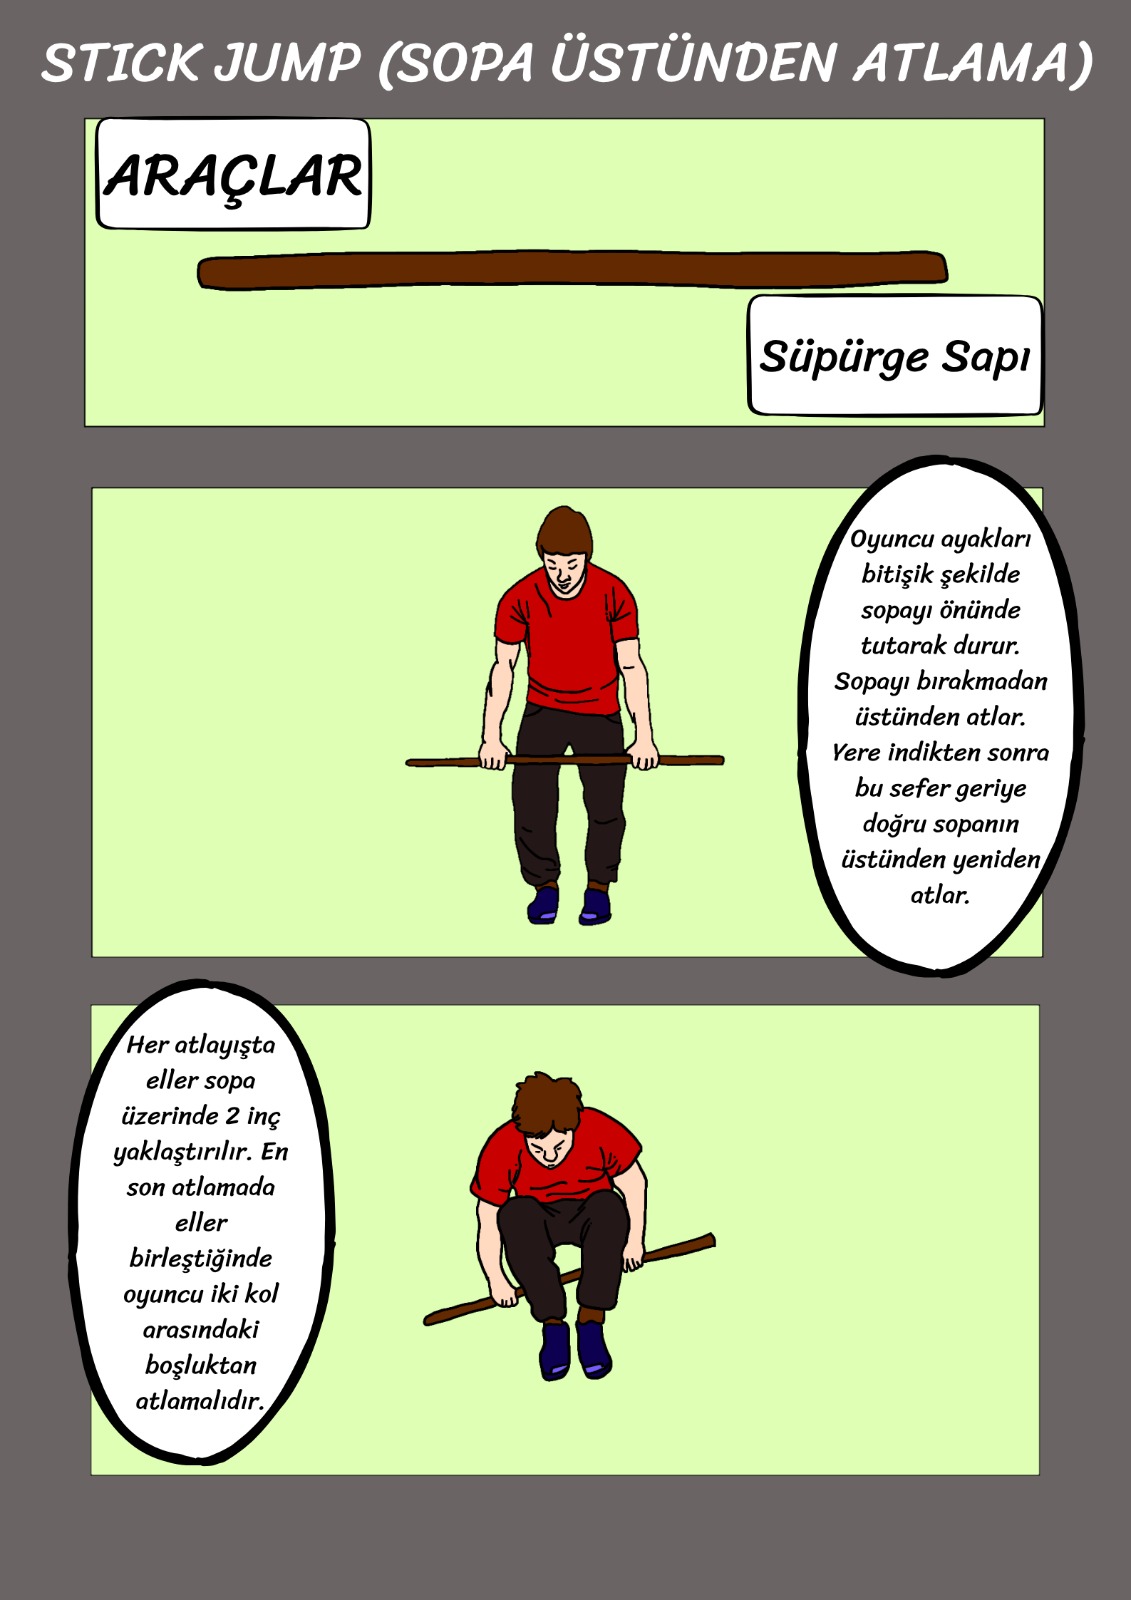 STICK JUMP (SOPA ÜSTÜNDEN ATLAMA)
ARAÇLAR
Süpürge Sapı
Oyuncu ayakları
bitişik şekilde
sopayı önünde
tutarak durur.
Sopayı bırakmadan
üstünden atlar.
Yere indikten sonra
bu sefer geriye
doğru sopanın
üstünden yeniden
atlar.
Her atlayışta
eller sopa
üzerinde 2 inç
yaklaştırılır. En
son atlamada
eller
birleştiğinde
oyuncu iki kol
arasındaki
boşluktan
atlamalıdır.